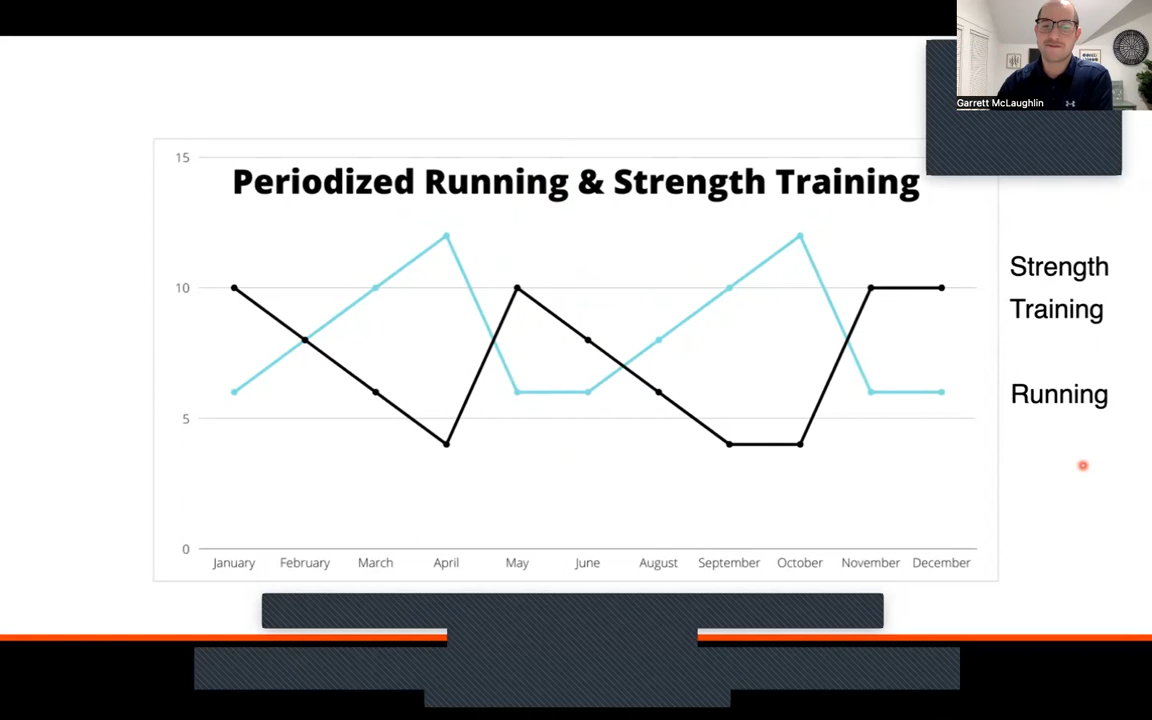 Garrett McLaughlin
Periodized Running & Strength Training
15
10
5
0
January February March April May June August September October November December
Strength
Training
Running